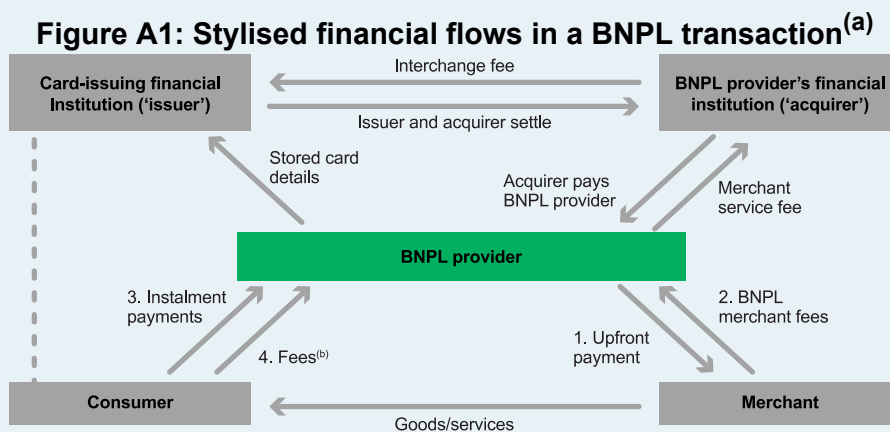 Figure A1: Stylised financial flows in a BNPL transaction(a)
Card-issuing financial
Institution (‘issuer’)
Interchange fee
Issuer and acquirer settle
BNPL provider’s financial
institution (‘acquirer’)
Stored card
details
Acquirer pays
BNPL provider
Merchant
service fee
BNPL provider
3. Instalment
payments
4. Fees(b)
1. Upfront
payment
2. BNPL
merchant fees
Consumer
Goods/services
Merchant